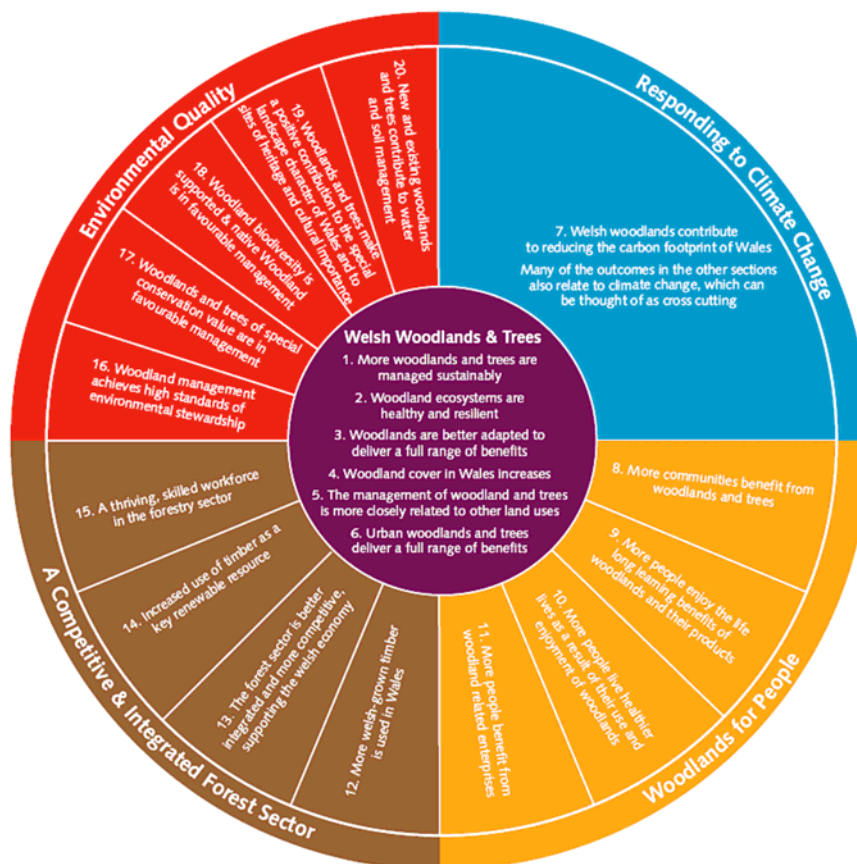 Responding to Climate Change
7. Welsh woodlands contribute
to reducing the carbon footprint of Wales
Many of the outcomes in the other sections
also relate to climate change, which can
be thought of as cross cutting
Welsh Woodlands & Trees
1. More woodlands and trees are
managed sustainably
2. Woodland ecosystems are
healthy and resilient
3. Woodlands are better adapted to
deliver a full range of benefits
4. Woodland cover in Wales increases
5. The management of woodland and trees
is more closely related to other land uses
6. Urban woodlands and trees
deliver a full range of benefits
Woodlands for People
8. More communities benefit from
woodlands and trees
9. More people enjoy the life
long learning benefits of
woodlands and their products
10. More people live healthier
lives as a result of their use and
enjoyment of woodlands
11. More people benefit from
woodland related enterprises
A Competitive & Integrated Forest Sector
12. More welsh-grown timber
is used in Wales
13. The forest sector is better
integrated and more competitive,
supporting the welsh economy
14. Increased use of timber as a
key renewable resource
15. A thriving, skilled workforce
in the forestry sector
Environmental Quality
16. Woodland management
achieves high standards of
environmental stewardship
17. Woodlands and trees of special
conservation value are in
favourable management
18. Woodland biodiversity is
supported & native Woodland
is in favourable management
19. Woodlands and trees make
a positive contribution to the special
landscape character of Wales and to
sites of heritage and cultural importance
20. New and existing woodlands
and trees contribute to water
and soil management